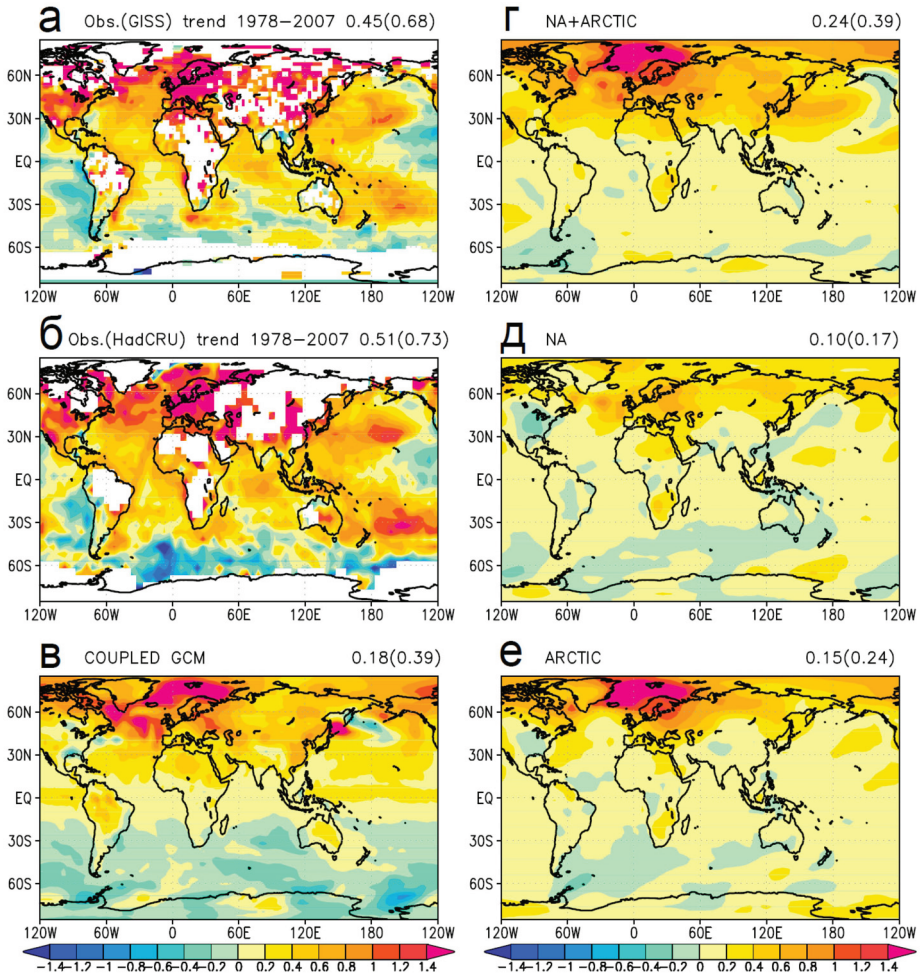 а Obs.(GISS) trend 1978−2007 0.45(0.68)
60N
30N
EQ
30S
60S
120W 60W 0 60E 120E 180 120W
г NA+ARCTIC 0.24(0.39)
60N
30N
EQ
30S
60S
120W 60W 0 60E 120E 180 120W
б Obs.(HadCRU) trend 1978−2007 0.51(0.73)
60N
30N
EQ
30S
60S
120W 60W 0 60E 120E 180 120W
д NA 0.10(0.17)
60N
30N
EQ
30S
60S
120W 60W 0 60E 120E 180 120W
в COUPLED GCM 0.18(0.39)
60N
30N
EQ
30S
60S
120W 60W 0 60E 120E 180 120W
−1.4 −1.2 −1 −0.8 −0.6 −0.4 −0.2 0 0.2 0.4 0.6 0.8 1 1.2 1.4
е ARCTIC 0.15(0.24)
60N
30N
EQ
30S
60S
120W 60W 0 60E 120E 180 120W
−1.4 −1.2 −1 −0.8 −0.6 −0.4 −0.2 0 0.2 0.4 0.6 0.8 1 1.2 1.4